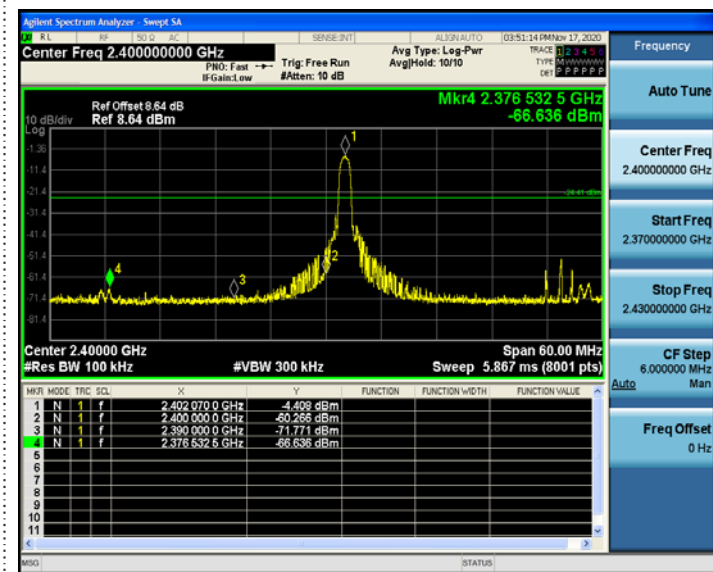 Agilent Spectrum Analyzer - Swept SA
RL RF 50 Ω AC SENSE:INT ALIGNAUTO 03:51:14 PMNov 17, 2020
Center Freq 2.400000000 GHz
PNO: Fast
IFGain:Low
Trig: Free Run
#Atten: 10 dB
Avg Type: Log-Pwr
Avg|Hold: 10/10
TRACE 1 2 3 4 5 6
TYPE MWWWWW
DET P P P P P P
Frequency
Ref Offset 8.64 dB
10 dB/div Ref 8.64 dBm
Log
Mkr4 2.376 532 5 GHz
-66.636 dBm
-1.36
-11.4
-21.4
-31.4
-41.4
-51.4
-61.4
-71.4
-81.4
1
-24.41 dBm
2
3
4
Center 2.40000 GHz Span 60.00 MHz
#Res BW 100 kHz #VBW 300 kHz Sweep 5.867 ms (8001 pts)
MKR MODE TRC SCL X Y FUNCTION FUNCTION WIDTH FUNCTION VALUE
1 N 1 f 2.402 070 0 GHz -4.408 dBm
2 N 1 f 2.400 000 0 GHz -60.266 dBm
3 N 1 f 2.390 000 0 GHz -71.771 dBm
4 N 1 f 2.376 532 5 GHz -66.636 dBm
5
6
7
8
9
10
11
MSG STATUS
Auto Tune
Center Freq
2.400000000 GHz
Start Freq
2.370000000 GHz
Stop Freq
2.430000000 GHz
CF Step
6.000000 MHz
Auto Man
Freq Offset
0 Hz